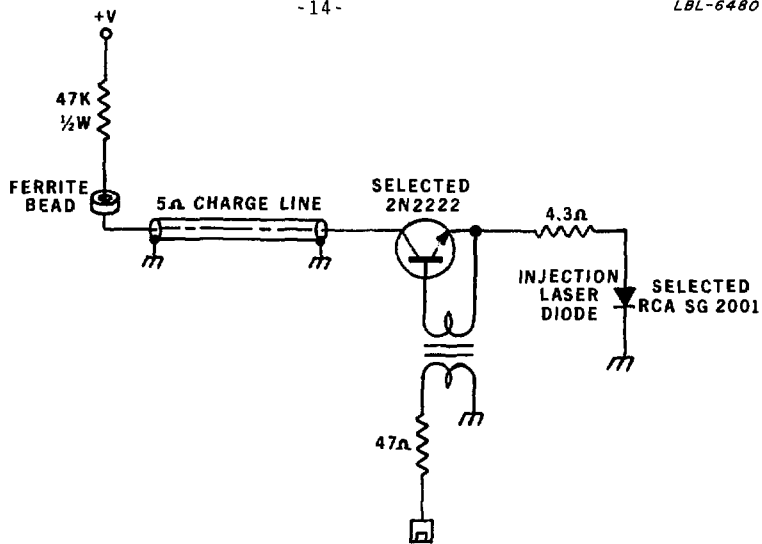 -14-
LBL-6480
+V
47K
½W
FERRITE
BEAD
5Ω CHARGE LINE
SELECTED
2N2222
4.3Ω
INJECTION
LASER
DIODE
SELECTED
RCA SG 2001
47Ω